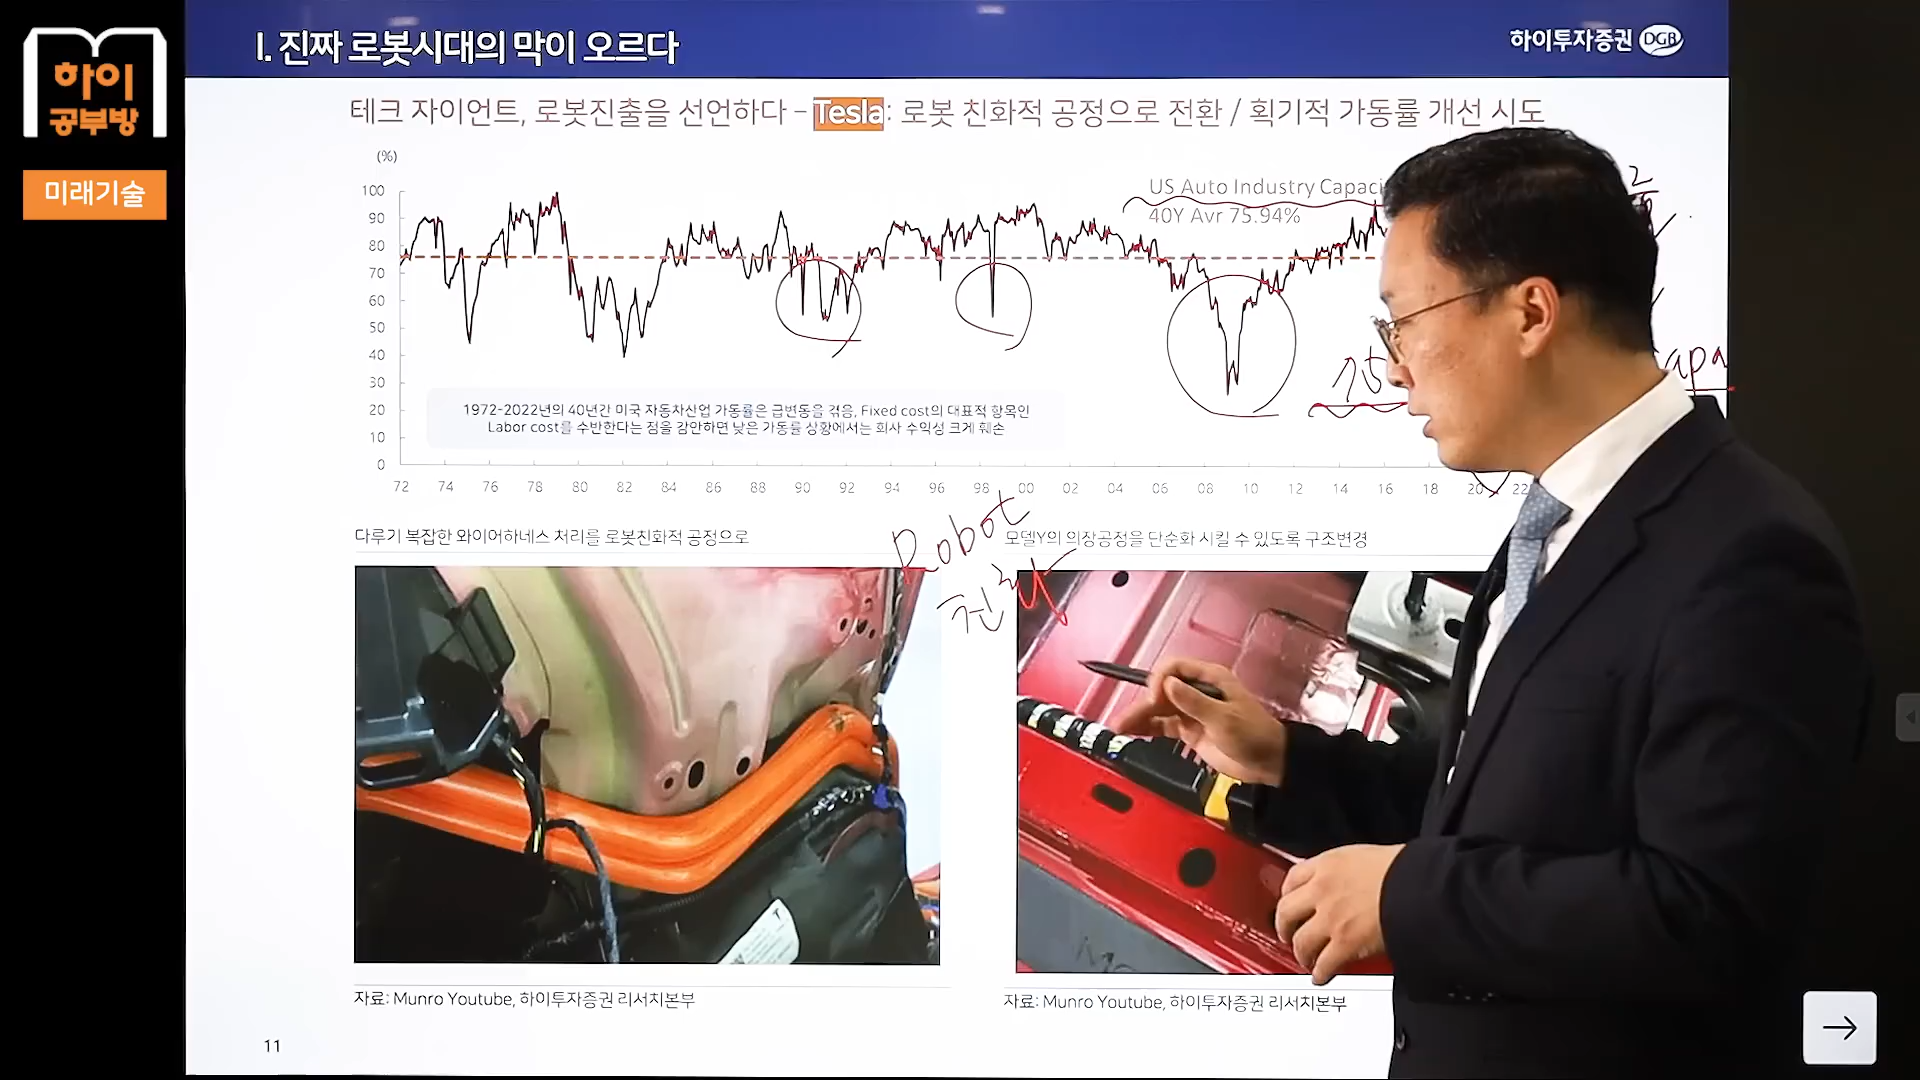 하이
공부방
미래기술
I. 진짜 로봇시대의 막이 오르다
하이투자증권 DGB
테크 자이언트, 로봇진출을 선언하다 – Tesla: 로봇 친화적 공정으로 전환 / 획기적 가동률 개선 시도
(%)
US Auto Industry Capaci
40Y Avr 75.94%
100
90
80
70
60
50
40
30
20
10
0
75
apa
1972-2022년의 40년간 미국 자동차산업 가동률은 급변동을 겪음, Fixed cost의 대표적 항목인
Labor cost를 수반한다는 점을 감안하면 낮은 가동률 상황에서는 회사 수익성 크게 훼손
72 74 76 78 80 82 84 86 88 90 92 94 96 98 00 02 04 06 08 10 12 14 16 18 20 22
Robot
친화
다루기 복잡한 와이어하네스 처리를 로봇친화적 공정으로
모델Y의 의장공정을 단순화 시킬 수 있도록 구조변경
자료: Munro Youtube, 하이투자증권 리서치본부
자료: Munro Youtube, 하이투자증권 리서치본부
11